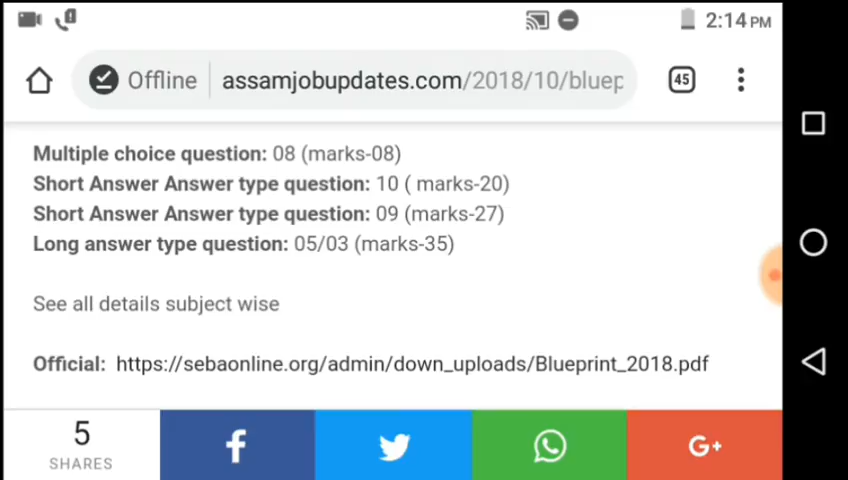 2:14 PM
Offline assamjobupdates.com/2018/10/bluep
45
Multiple choice question: 08 (marks-08)
Short Answer Answer type question: 10 ( marks-20)
Short Answer Answer type question: 09 (marks-27)
Long answer type question: 05/03 (marks-35)
See all details subject wise
Official: https://sebaonline.org/admin/down_uploads/Blueprint_2018.pdf
5
SHARES
f
G+